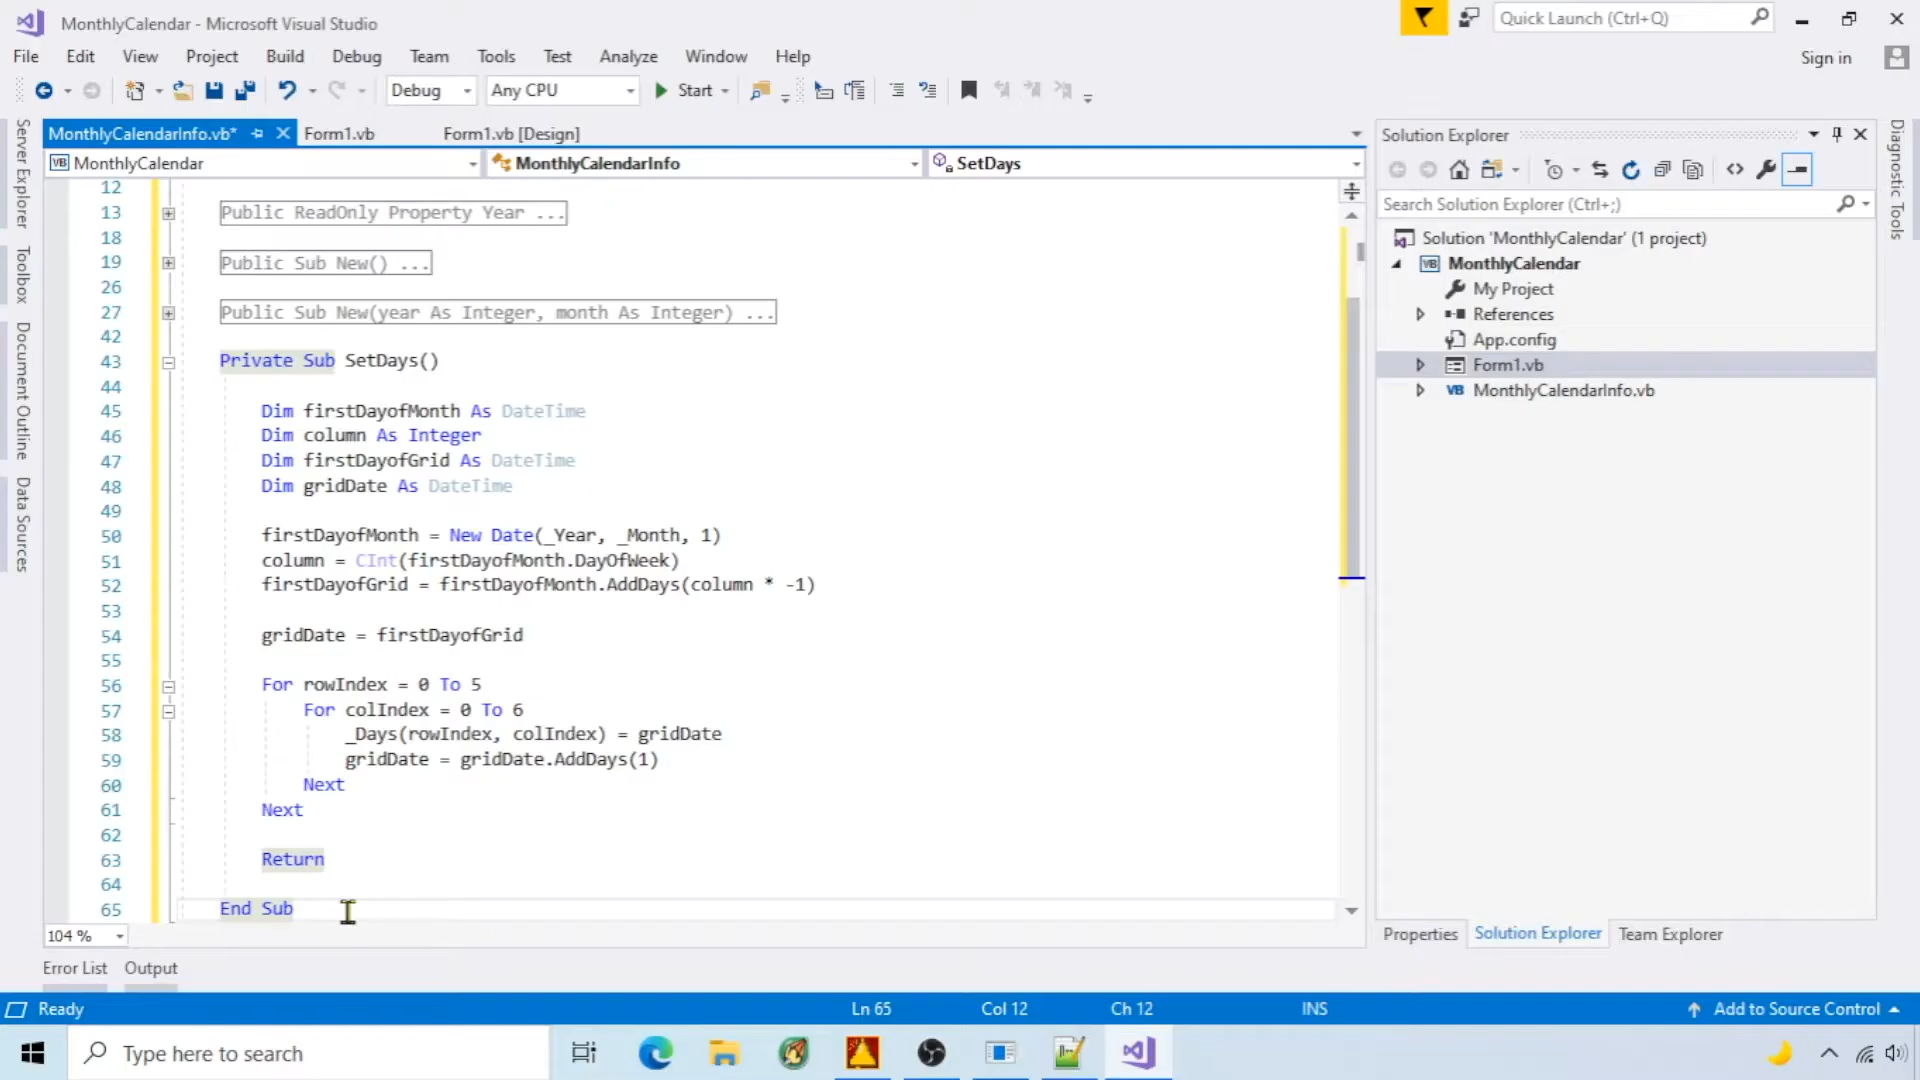 MonthlyCalendar - Microsoft Visual Studio
Quick Launch (Ctrl+Q)
File Edit View Project Build Debug Team Tools Test Analyze Window Help
Sign in
Debug Any CPU Start
MonthlyCalendarInfo.vb* Form1.vb Form1.vb [Design]
VB MonthlyCalendar MonthlyCalendarInfo SetDays
Server Explorer
Toolbox
Document Outline
Data Sources
12
13 Public ReadOnly Property Year ...
18
19 Public Sub New() ...
26
27 Public Sub New(year As Integer, month As Integer) ...
42
43 Private Sub SetDays()
44
45 Dim firstDayofMonth As DateTime
46 Dim column As Integer
47 Dim firstDayofGrid As DateTime
48 Dim gridDate As DateTime
49
50 firstDayofMonth = New Date(_Year, _Month, 1)
51 column = CInt(firstDayofMonth.DayOfWeek)
52 firstDayofGrid = firstDayofMonth.AddDays(column * -1)
53
54 gridDate = firstDayofGrid
55
56 For rowIndex = 0 To 5
57 For colIndex = 0 To 6
58 _Days(rowIndex, colIndex) = gridDate
59 gridDate = gridDate.AddDays(1)
60 Next
61 Next
62
63 Return
64
65 End Sub
104 %
Solution Explorer
Search Solution Explorer (Ctrl+;)
Solution 'MonthlyCalendar' (1 project)
VB MonthlyCalendar
My Project
References
App.config
Form1.vb
VB MonthlyCalendarInfo.vb
Properties Solution Explorer Team Explorer
Diagnostic Tools
Error List Output
Ready Ln 65 Col 12 Ch 12 INS Add to Source Control
Type here to search